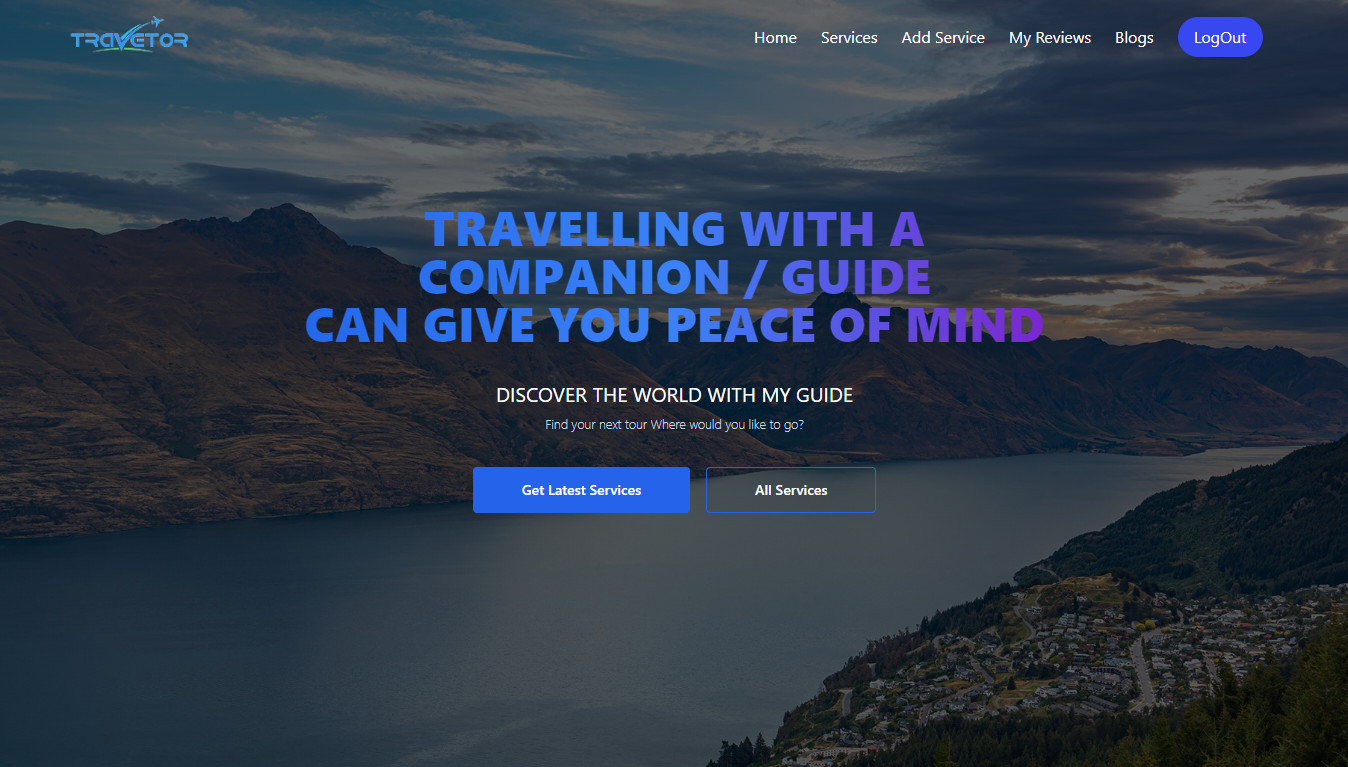 TRAVETOR
Home Services Add Service My Reviews Blogs LogOut
TRAVELLING WITH A
COMPANION / GUIDE
CAN GIVE YOU PEACE OF MIND
DISCOVER THE WORLD WITH MY GUIDE
Find your next tour Where would you like to go?
Get Latest Services All Services